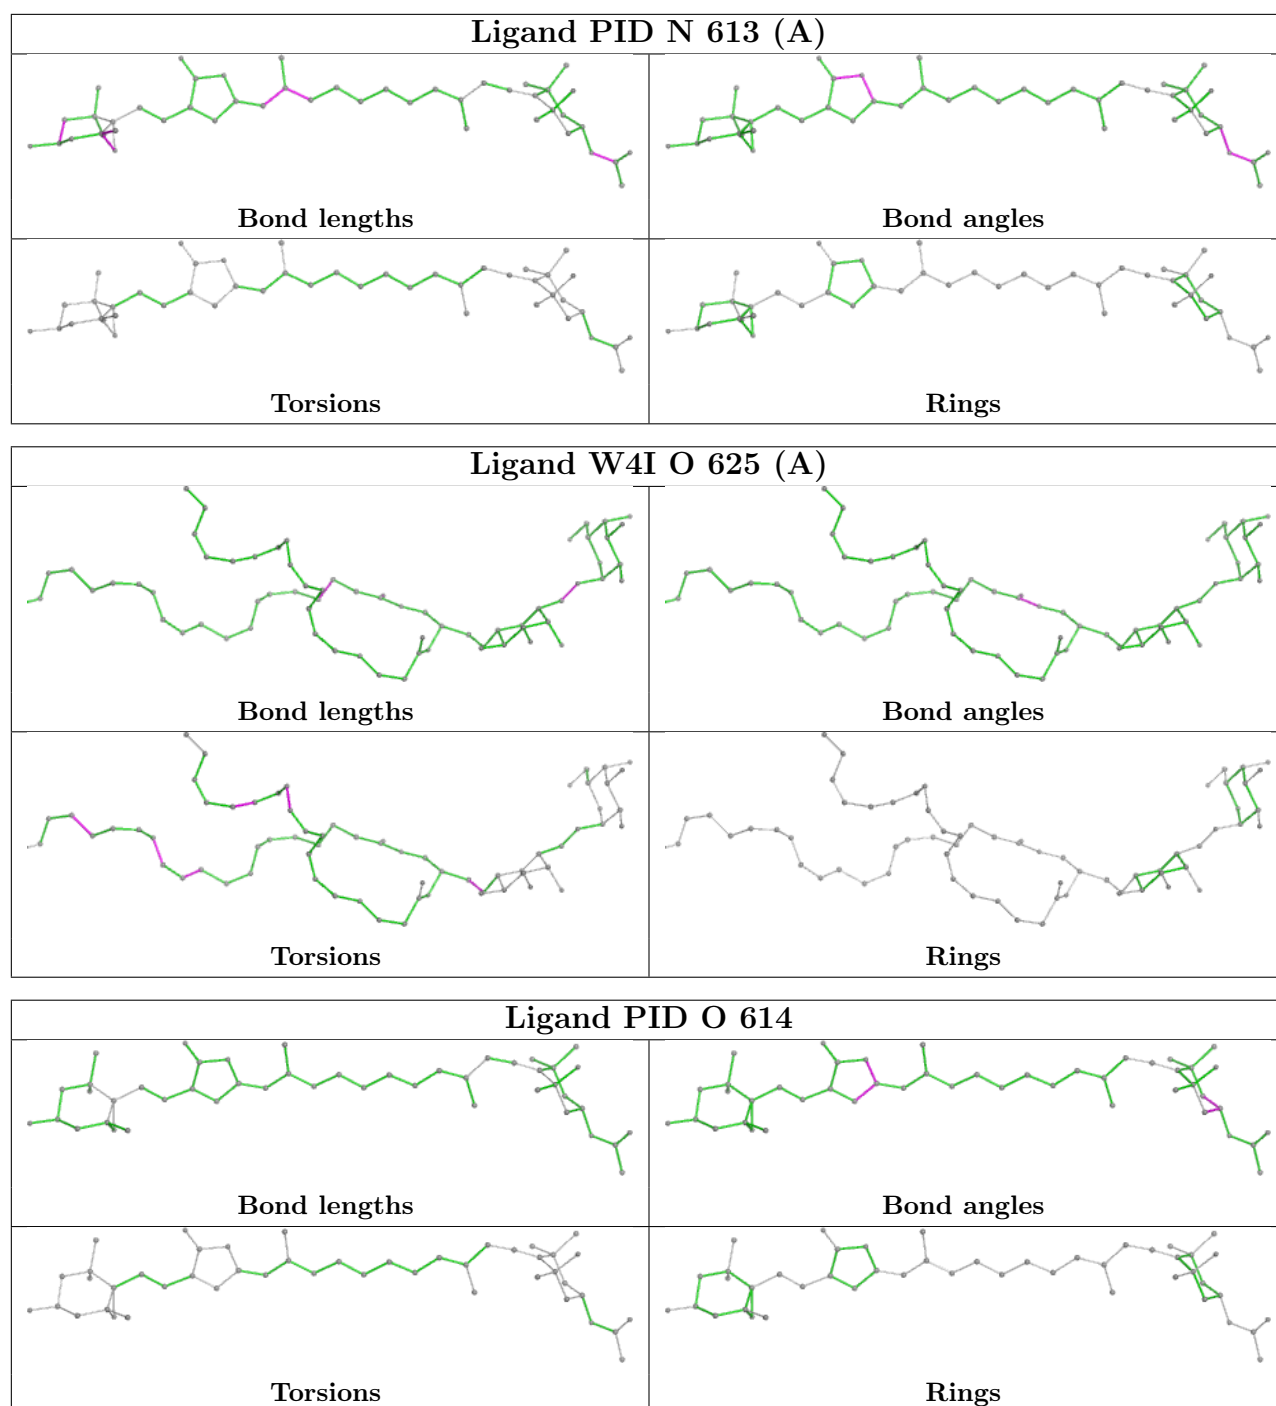 Ligand PID N 613 (A)
Bond lengths
Bond angles
Torsions
Rings
Ligand W4I O 625 (A)
Bond lengths
Bond angles
Torsions
Rings
Ligand PID O 614
Bond lengths
Bond angles
Torsions
Rings